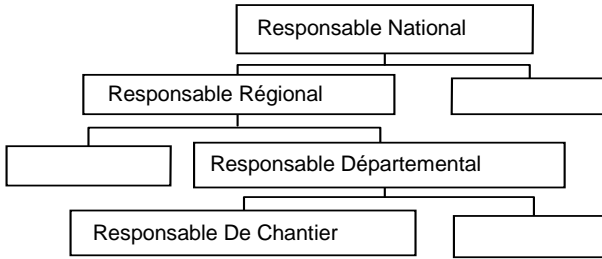 Responsable National
Responsable Régional
Responsable Départemental
Responsable De Chantier